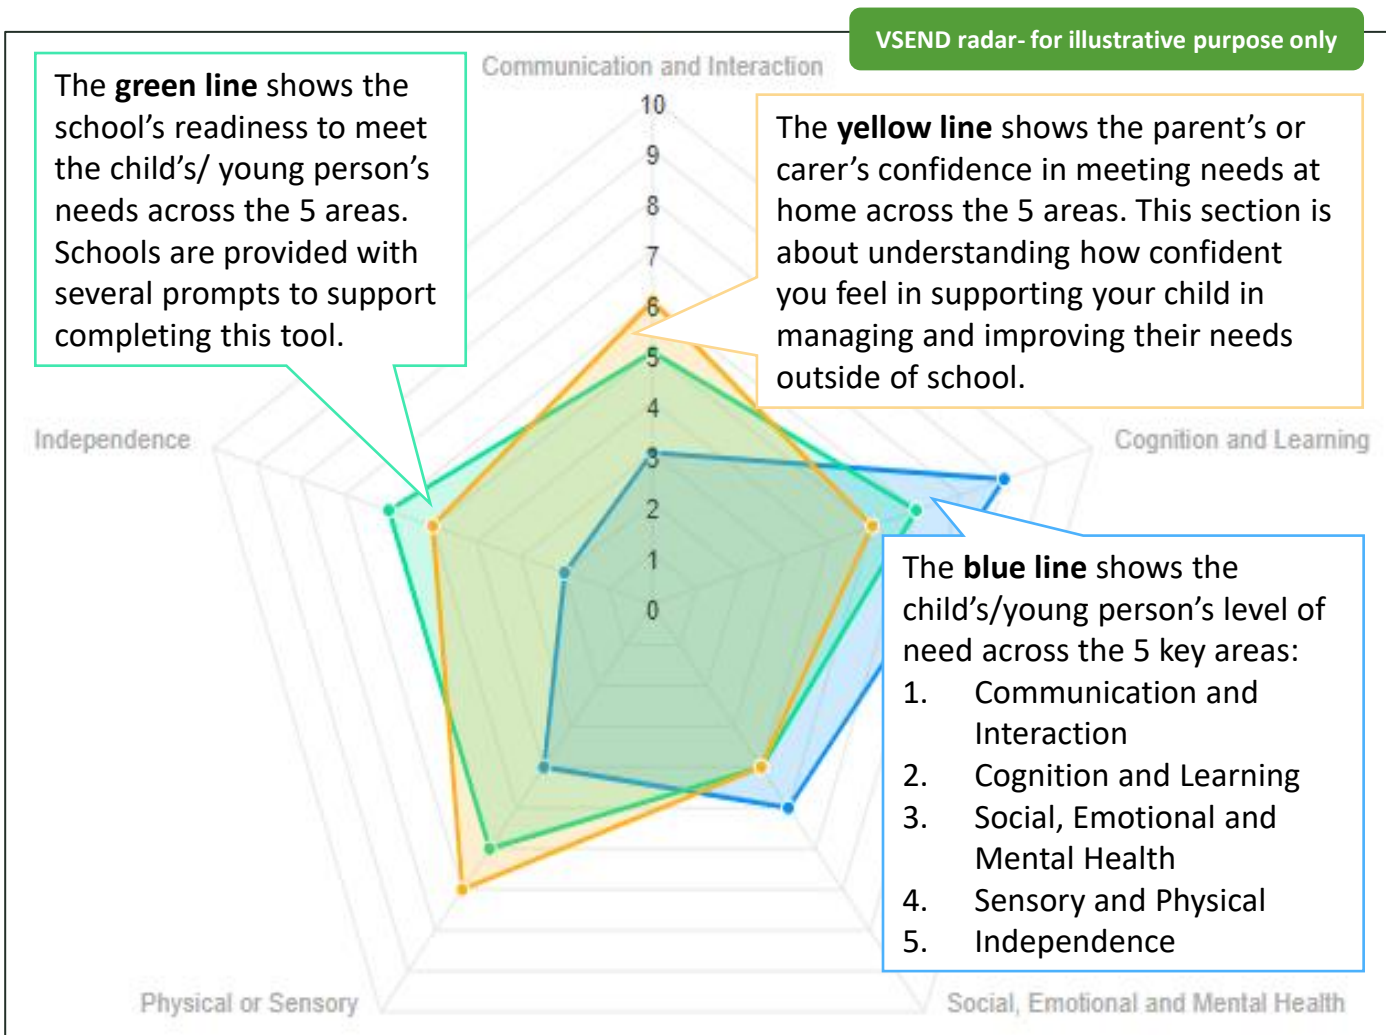 VSEND radar- for illustrative purpose only
Communication and Interaction
The green line shows the
school's readiness to meet
the child's/ young person's
needs across the 5 areas.
Schools are provided with
several prompts to support
completing this tool.
The yellow line shows the parent's or
carer's confidence in meeting needs at
home across the 5 areas. This section is
about understanding how confident
you feel in supporting your child in
managing and improving their needs
outside of school.
10
9
8
7
6
5
4
3
2
1
0
Independence
Cognition and Learning
The blue line shows the
child's/young person's level of
need across the 5 key areas:
1. Communication and
Interaction
2. Cognition and Learning
3. Social, Emotional and
Mental Health
4. Sensory and Physical
5. Independence
Physical or Sensory
Social, Emotional and Mental Health